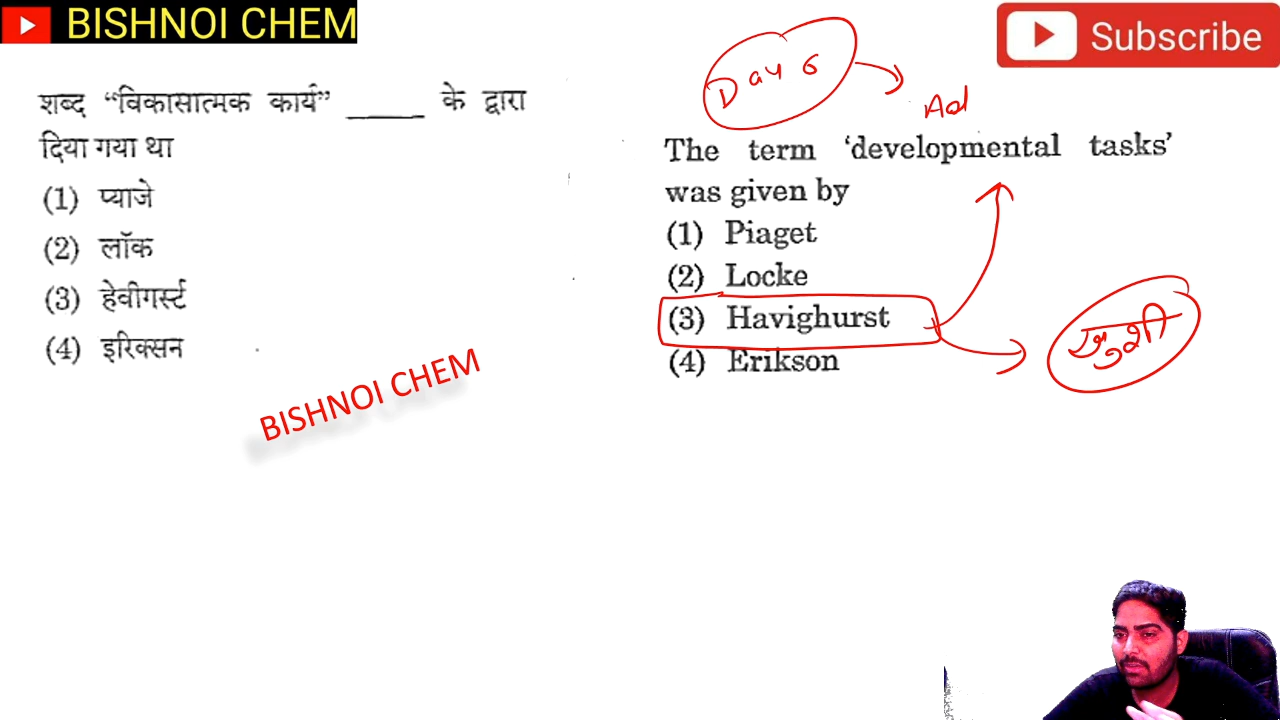 BISHNOI CHEM
Subscribe
Day 6
Ad
शब्द “विकासात्मक कार्य” _____ के द्वारा
दिया गया था
(1) प्याजे
(2) लॉक
(3) हेवीगर्स्ट
(4) इरिक्सन
The term ‘developmental tasks’
was given by
(1) Piaget
(2) Locke
(3) Havighurst
(4) Erikson
खुशी
BISHNOI CHEM